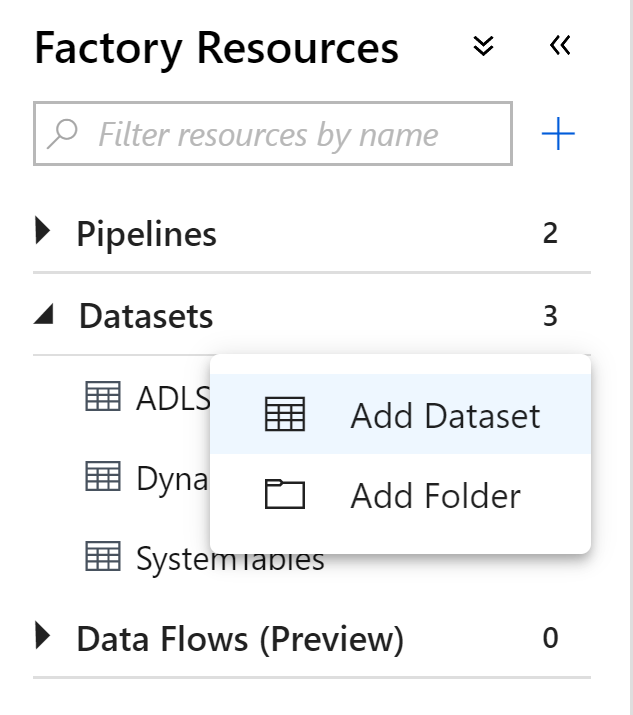 Factory Resources
Filter resources by name
Pipelines 2
Datasets 3
ADLS
Add Dataset
Add Folder
SystemTables
Data Flows (Preview) 0